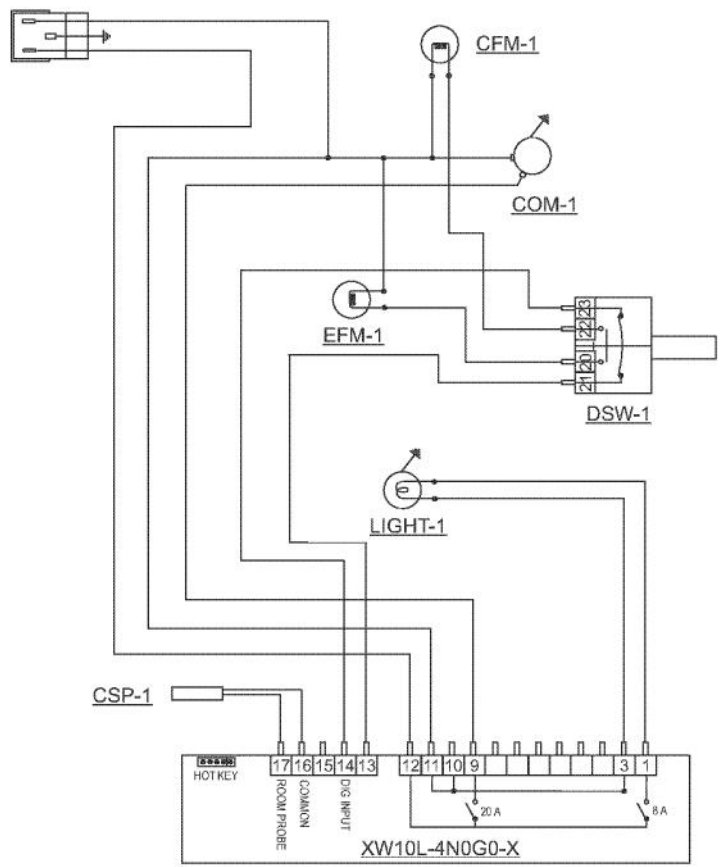 CFM-1
COM-1
EFM-1
23
22
20
21
DSW-1
LIGHT-1
CSP-1
HOT KEY
17 16 15 14 13
12 11 10 9 3 1
ROOM PROBE
COMMON
DIG INPUT
20 A
8 A
XW10L-4N0G0-X